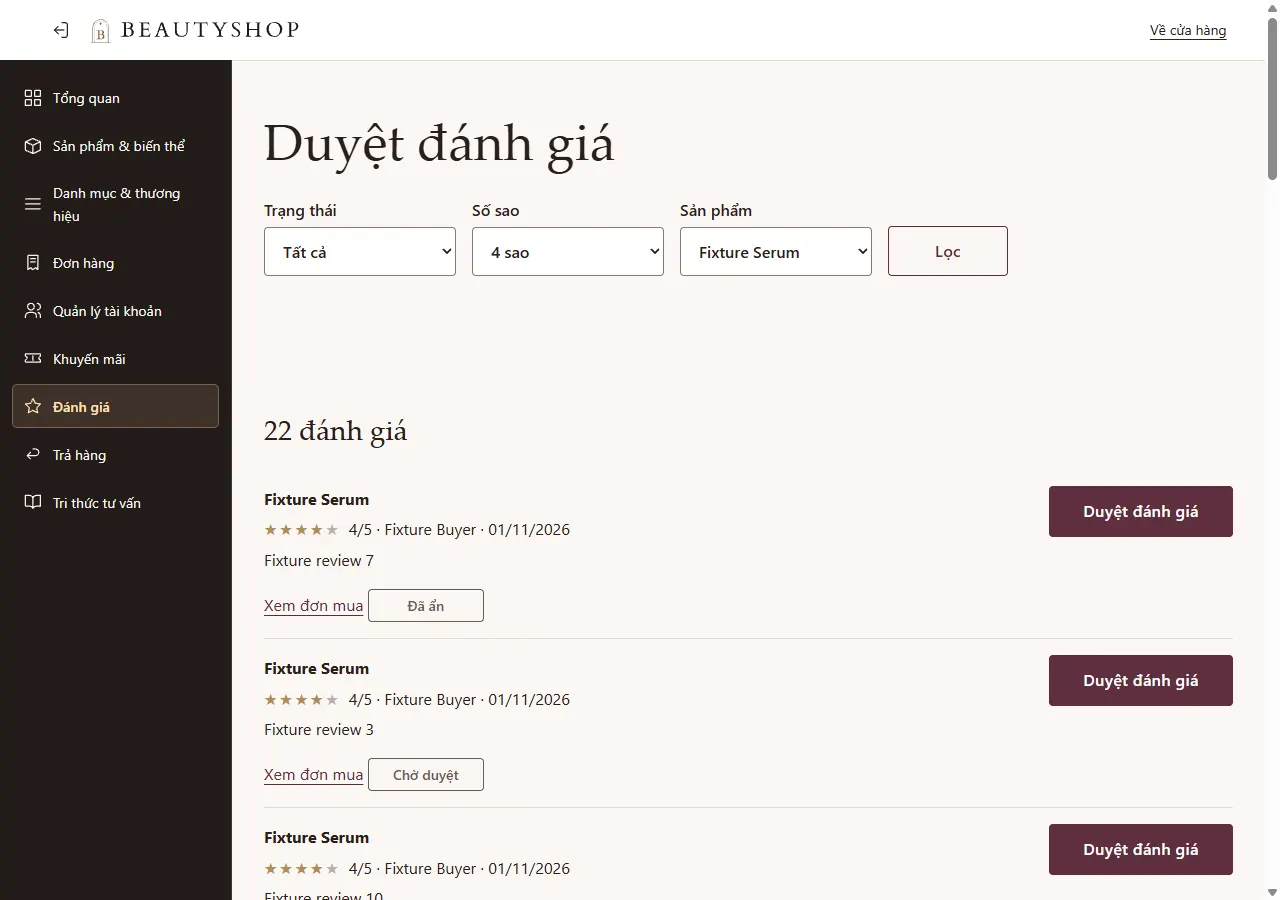 B BEAUTYSHOP
Về cửa hàng
Tổng quan
Sản phẩm & biến thể
Danh mục & thương
hiệu
Đơn hàng
Quản lý tài khoản
Khuyến mãi
Đánh giá
Trả hàng
Tri thức tư vấn
Duyệt đánh giá
Trạng thái
Số sao
Sản phẩm
Tất cả
4 sao
Fixture Serum
Lọc
22 đánh giá
Fixture Serum
★★★★★ 4/5 · Fixture Buyer · 01/11/2026
Fixture review 7
Xem đơn mua
Đã ẩn
Duyệt đánh giá
Fixture Serum
★★★★★ 4/5 · Fixture Buyer · 01/11/2026
Fixture review 3
Xem đơn mua
Chờ duyệt
Duyệt đánh giá
Fixture Serum
★★★★★ 4/5 · Fixture Buyer · 01/11/2026
Fixture review 10
Duyệt đánh giá